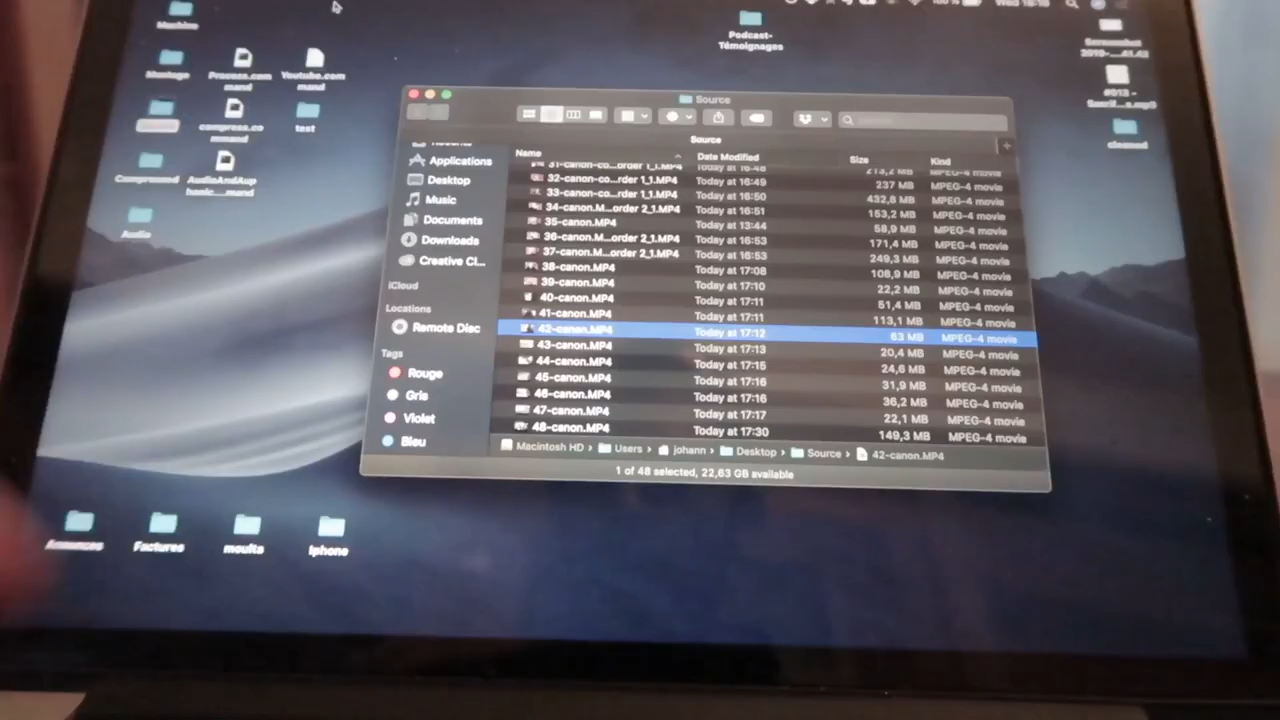 100 %
Wed 18:18
Machine
Podcast-
Témoignages
Screenshot
Montage
Process.com
mand
Youtube.com
mand
compress.co
mmand
test
cleaned
Compressed
AudioAndAup
honic....mand
Audio
Source
Source
Name
Date Modified
Size
Kind
31-canon-co...order 1_1.MP4
Today at 16:48
213,2 MB
MPEG-4 movie
32-canon-co...rder 1_1.MP4
Today at 16:49
237 MB
MPEG-4 movie
33-canon-co...rder 1_1.MP4
Today at 16:50
432,8 MB
MPEG-4 movie
34-canon.M...order 2_1.MP4
Today at 16:51
153,2 MB
MPEG-4 movie
35-canon.MP4
Today at 13:44
58,9 MB
MPEG-4 movie
36-canon.M...order 2_1.MP4
Today at 16:53
171,4 MB
MPEG-4 movie
37-canon.M...order 2_1.MP4
Today at 16:53
249,3 MB
MPEG-4 movie
38-canon.MP4
Today at 17:08
108,9 MB
MPEG-4 movie
39-canon.MP4
Today at 17:10
22,2 MB
MPEG-4 movie
40-canon.MP4
Today at 17:11
51,4 MB
MPEG-4 movie
41-canon.MP4
Today at 17:11
113,1 MB
MPEG-4 movie
42-canon.MP4
Today at 17:12
63 MB
MPEG-4 movie
43-canon.MP4
Today at 17:13
20,4 MB
MPEG-4 movie
44-canon.MP4
Today at 17:15
24,6 MB
MPEG-4 movie
45-canon.MP4
Today at 17:16
31,9 MB
MPEG-4 movie
46-canon.MP4
Today at 17:16
36,2 MB
MPEG-4 movie
47-canon.MP4
Today at 17:17
22,1 MB
MPEG-4 movie
48-canon.MP4
Today at 17:30
149,3 MB
MPEG-4 movie
Applications
Desktop
Music
Documents
Downloads
Creative Cl...
iCloud
Locations
Remote Disc
Tags
Rouge
Gris
Violet
Bleu
Macintosh HD › Users › johann › Desktop › Source › 42-canon.MP4
1 of 48 selected, 22,63 GB available
Annonces
Factures
moulta
Iphone